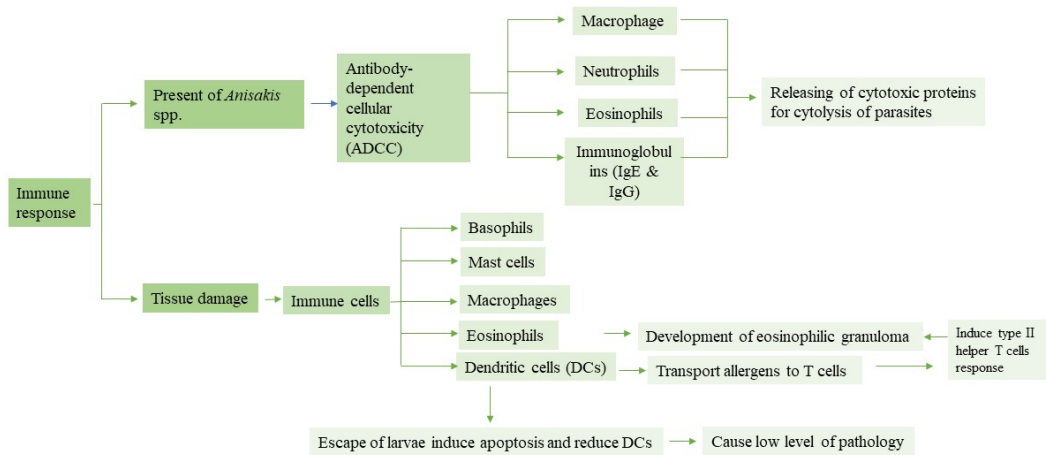 Immune
response
Present of Anisakis
spp.
Antibody-
dependent
cellular
cytotoxicity
(ADCC)
Macrophage
Neutrophils
Eosinophils
Immunoglobul
ins (IgE &
IgG)
Releasing of cytotoxic proteins
for cytolysis of parasites
Tissue damage
Immune cells
Basophils
Mast cells
Macrophages
Eosinophils
Dendritic cells (DCs)
Development of eosinophilic granuloma
Transport allergens to T cells
Induce type II
helper T cells
response
Escape of larvae induce apoptosis and reduce DCs
Cause low level of pathology